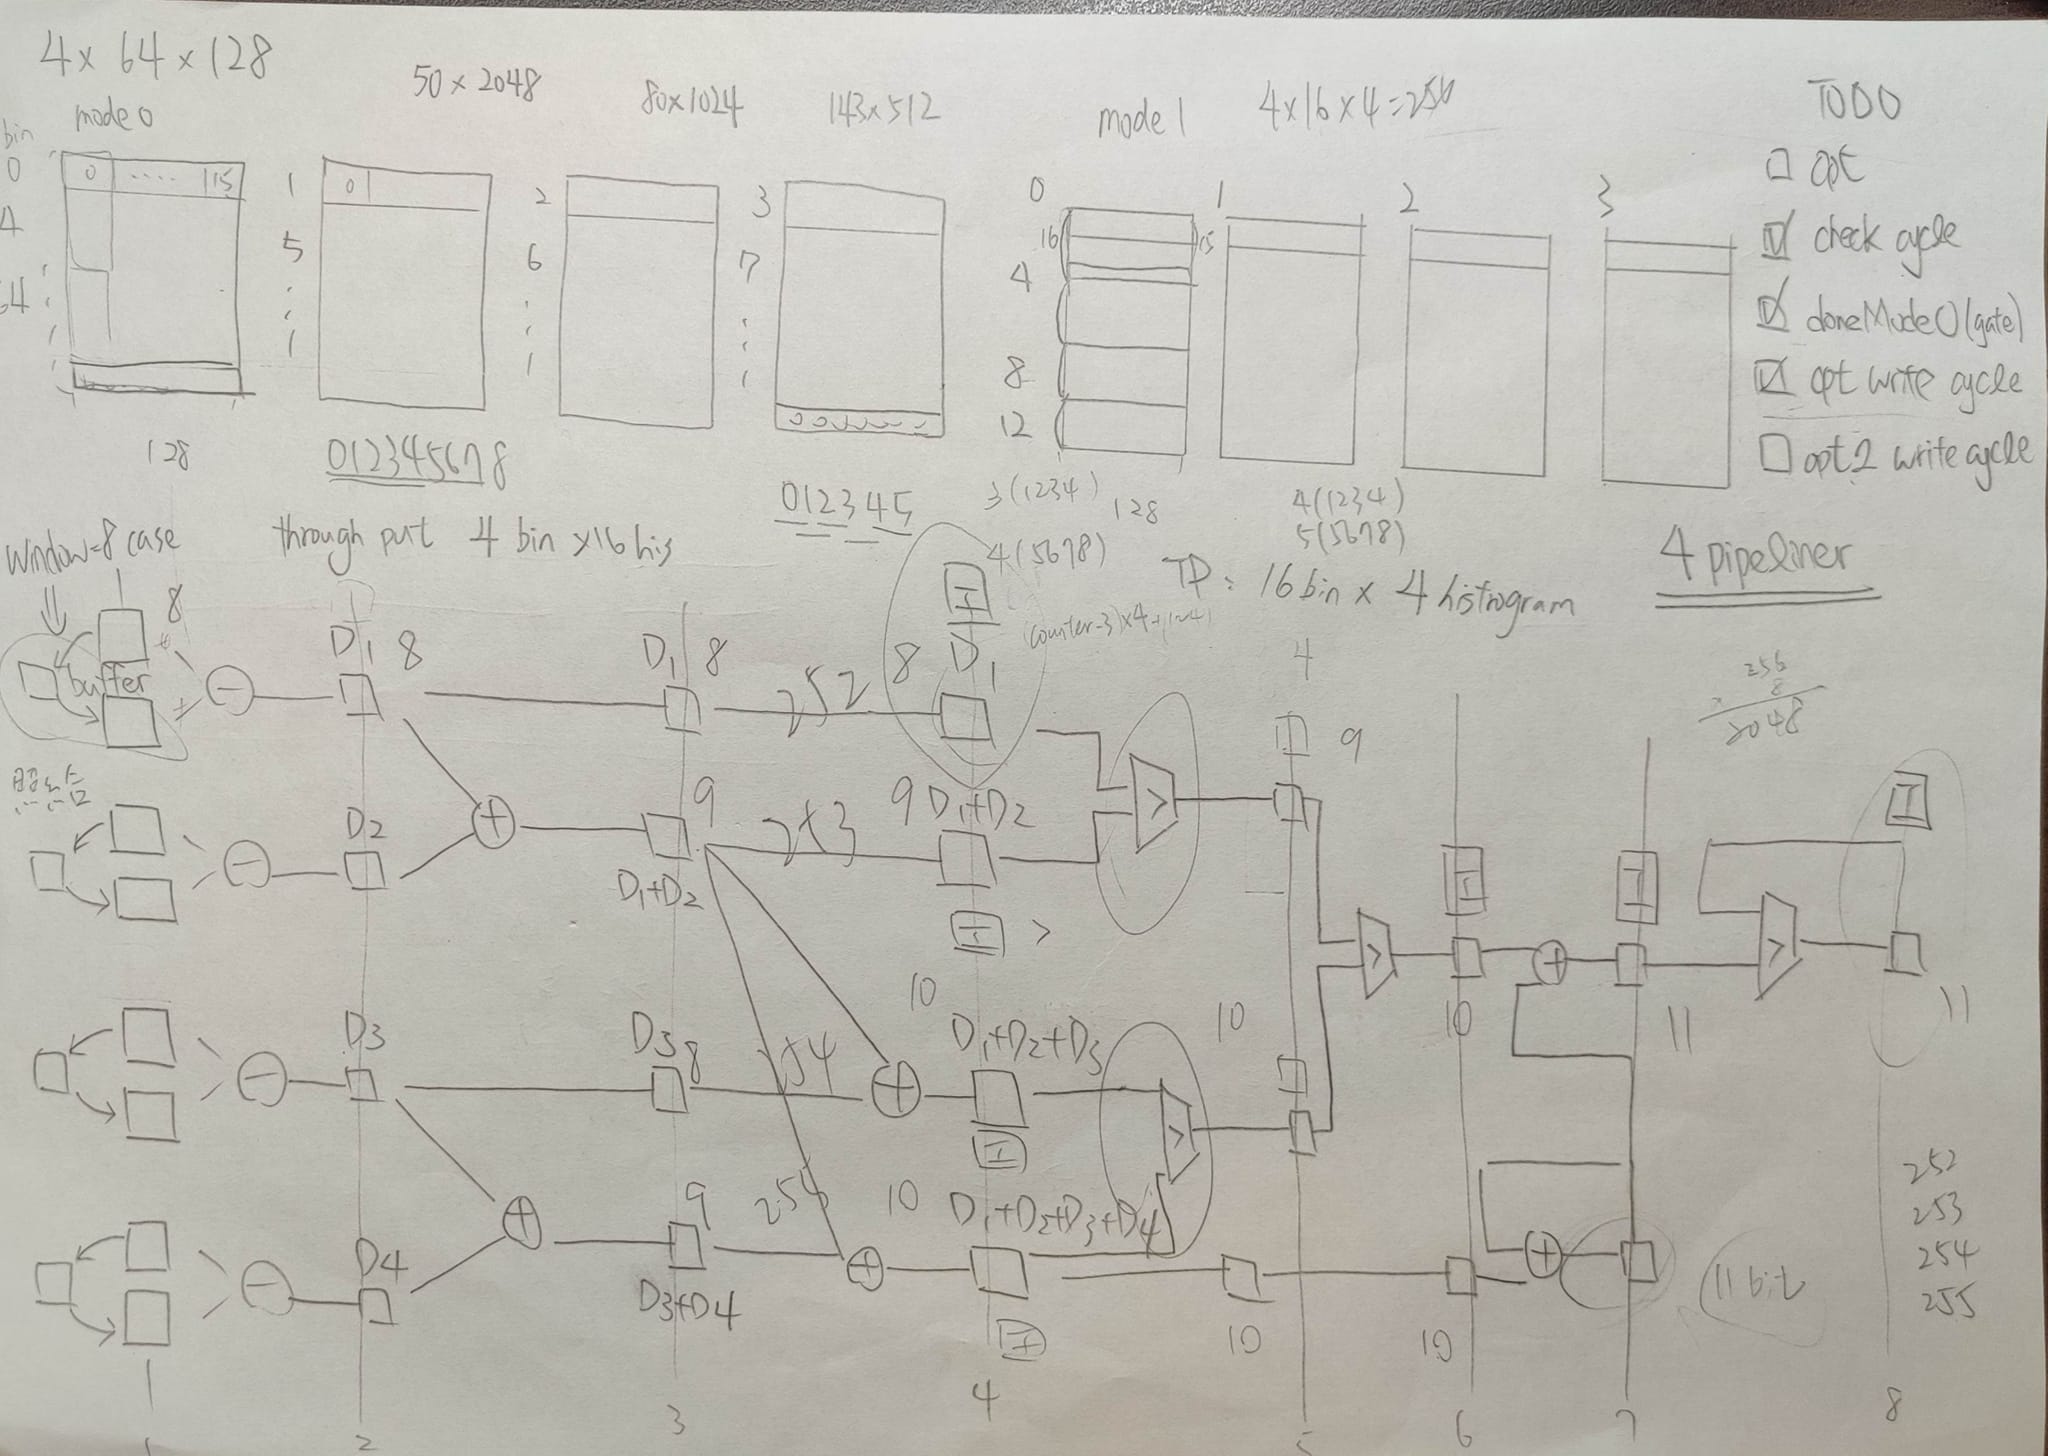 4x 64x128
50 x 2048
80x1024
143x512
mode 1
4x16x4=256
TODO
bin
mode0
0
0 .... 15
1
0
2
3
0
1
2
3
opt
4
5
6
7
16
15
4
check cycle
64
doneMode0(gate)
8
opt write cycle
12
128
012345678
opt2 write cycle
012345
3(1234)
128
4(1234)
window=8 case
through put 4 bin x16 his
4(5678)
5(5678)
TP: 16 bin x 4 histrogram
4 pipeliner
8
D1 8
D1 8
252
8 D1
(counter-3)x4+(1~4)
4
256
8
2048
buffer
9
D2
9
253
9 D1+D2
D1+D2
10
D3
D3
8
254
D1+D2+D3
10
10
11
11
D4
9
10
D1+D2+D3+D4
252
253
D3+D4
11 bit
254
255
10
10
1
2
3
4
5
6
7
8